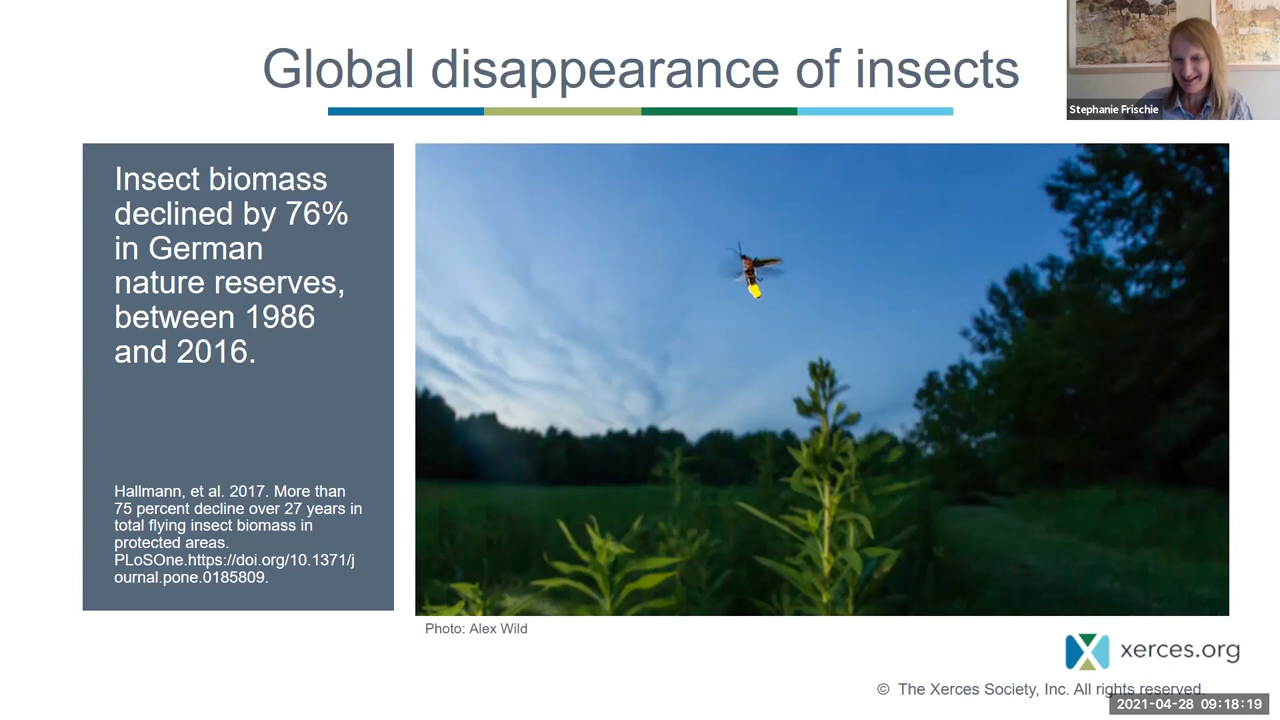 Global disappearance of insects
Stephanie Frischie
Insect biomass
declined by 76%
in German
nature reserves,
between 1986
and 2016.
Hallmann, et al. 2017. More than
75 percent decline over 27 years in
total flying insect biomass in
protected areas.
PLoSOne.https://doi.org/10.1371/j
ournal.pone.0185809.
Photo: Alex Wild
xerces.org
© The Xerces Society, Inc. All rights reserved.
2021-04-28 09:18:19